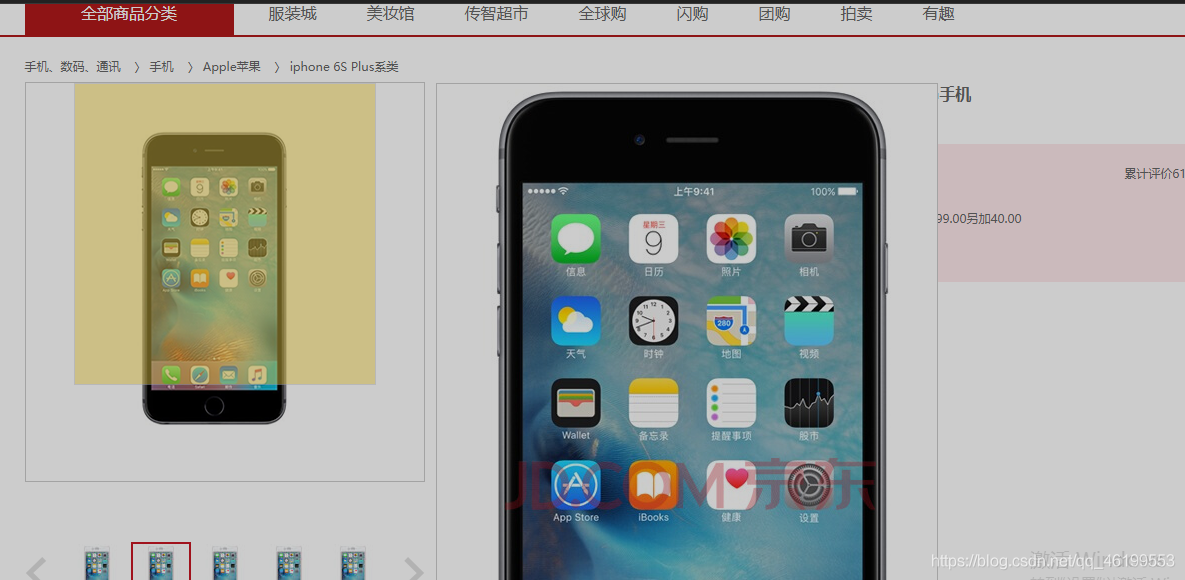 全部商品分类 服装城 美妆馆 传智超市 全球购 闪购 团购 拍卖 有趣
手机、数码、通讯 〉 手机 〉 Apple苹果 〉 iphone 6S Plus系类
手机
累计评价61
99.00另加40.00
上午9:41 100%
星期三
9
信息 日历 照片 相机
280
天气 时钟 地图 视频
Wallet 备忘录 提醒事项 股市
JD.COM 京东
App Store iBooks 健康 设置
激活 Windows
https://blog.csdn.net/qq_46199553